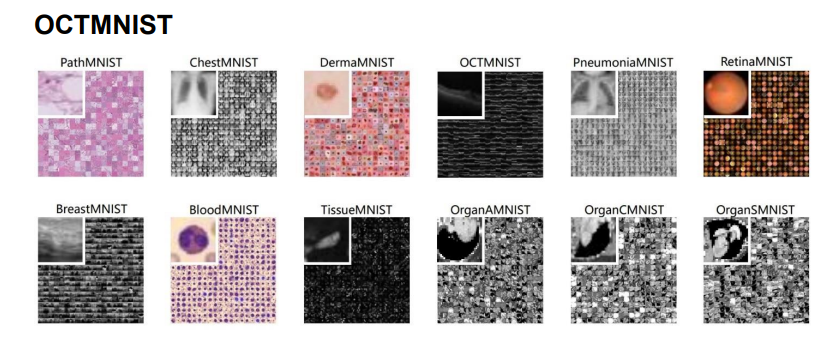 OCTMNIST
PathMNIST ChestMNIST DermaMNIST OCTMNIST PneumoniaMNIST RetinaMNIST
BreastMNIST BloodMNIST TissueMNIST OrganAMNIST OrganCMNIST OrganSMNIST